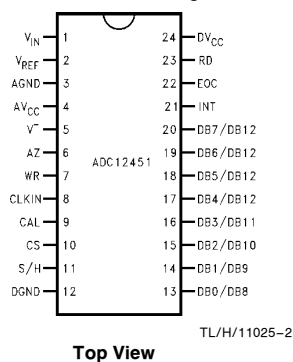 V_IN 1 24 DV_CC
V_REF 2 23 RD
AGND 3 22 EOC
AV_CC 4 21 INT
V⁻ 5 20 DB7/DB12
AZ 6 19 DB6/DB12
ADC12451
WR 7 18 DB5/DB12
CLKIN 8 17 DB4/DB12
CAL 9 16 DB3/DB11
CS 10 15 DB2/DB10
S/H 11 14 DB1/DB9
DGND 12 13 DB0/DB8
TL/H/11025–2
Top View